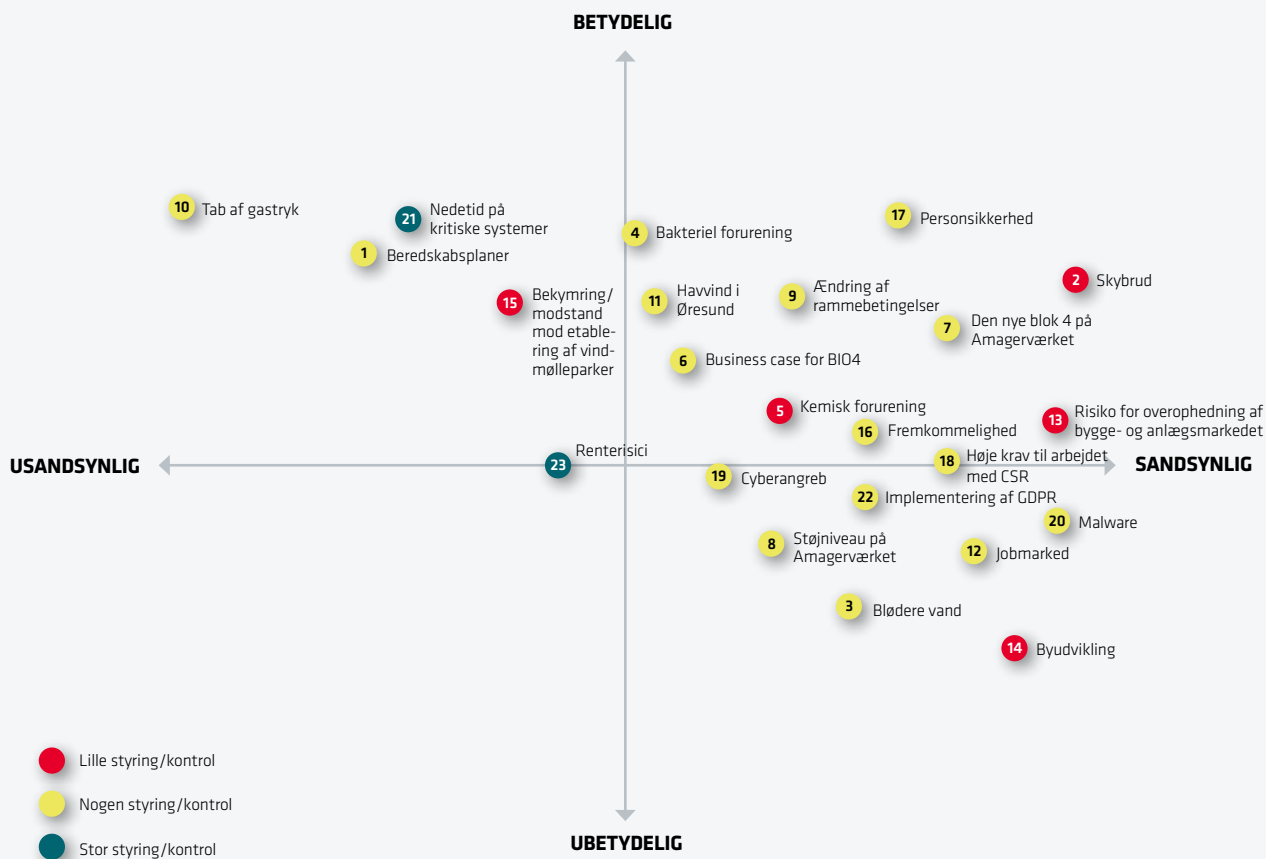 BETYDELIG
10 Tab af gastryk
21 Nedetid på
kritiske systemer
17 Personsikkerhed
4 Bakteriel forurening
1 Beredskabsplaner
2 Skybrud
15 Bekymring/
modstand
mod etable-
ring af vind-
mølleparker
11 Havvind i
Øresund
9 Ændring af
rammebetingelser
7 Den nye blok 4 på
Amagerværket
6 Business case for BIO4
5 Kemisk forurening
13 Risiko for overophedning af
bygge- og anlægsmarkedet
16 Fremkommelighed
USANDSYNLIG
23 Renterisici
18 Høje krav til arbejdet
med CSR
SANDSYNLIG
19 Cyberangreb
22 Implementering af GDPR
20 Malware
8 Støjniveau på
Amagerværket
12 Jobmarked
3 Blødere vand
14 Byudvikling
Lille styring/kontrol
Nogen styring/kontrol
Stor styring/kontrol
UBETYDELIG